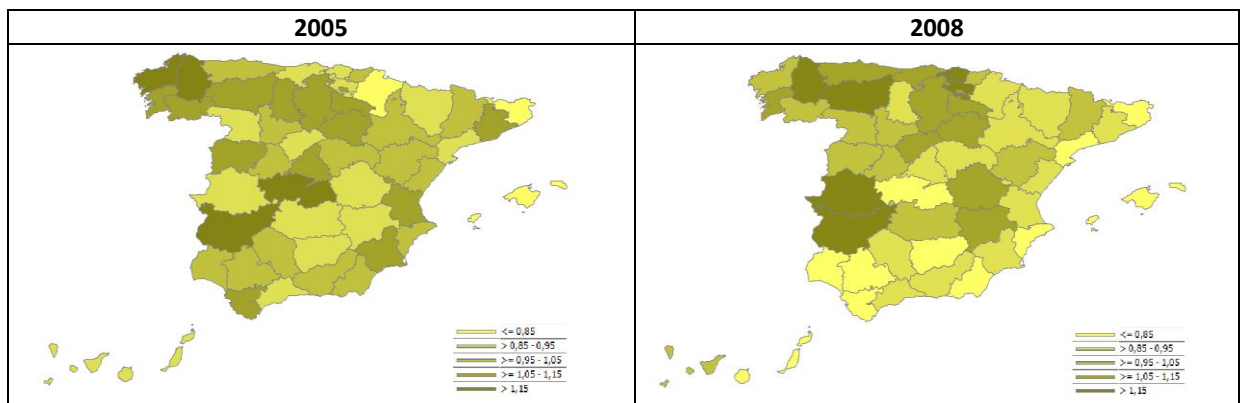 2005
2008
<= 0,85
> 0,85 - 0,95
>= 0,95 - 1,05
>= 1,05 - 1,15
> 1,15
<= 0,85
> 0,85 - 0,95
>= 0,95 - 1,05
>= 1,05 - 1,15
> 1,15